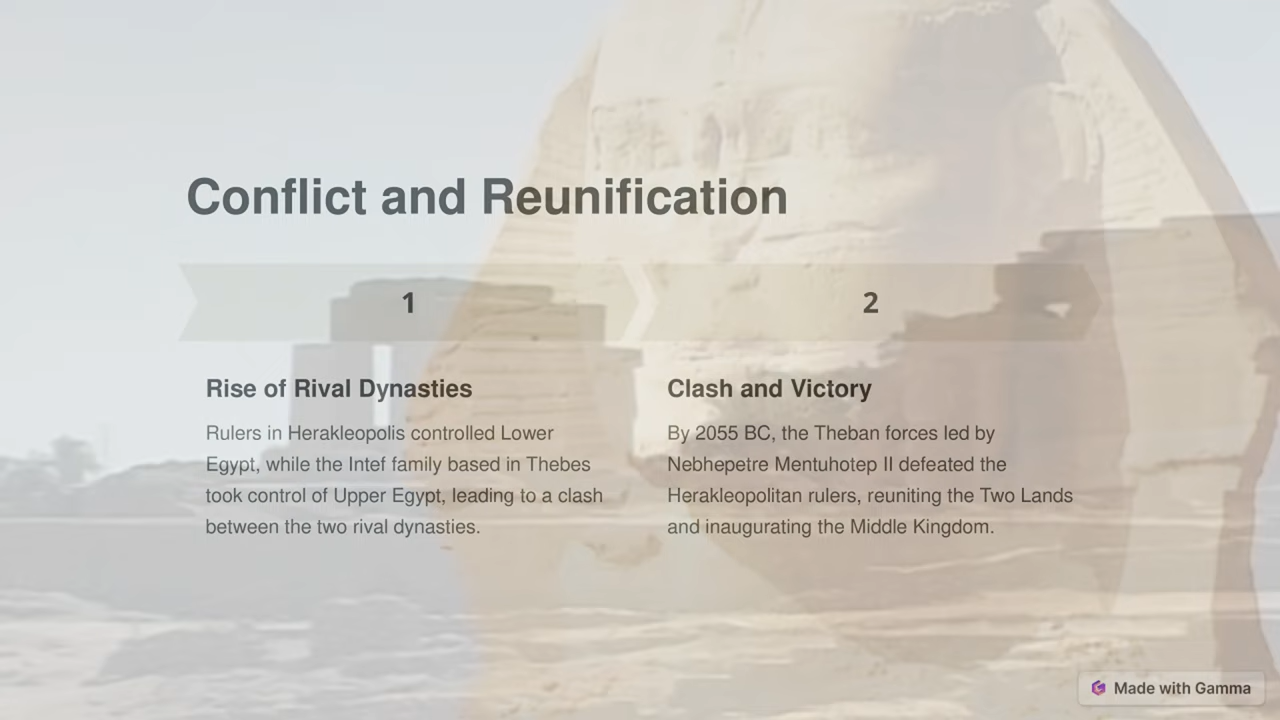 Conflict and Reunification
1
2
Rise of Rival Dynasties
Rulers in Herakleopolis controlled Lower
Egypt, while the Intef family based in Thebes
took control of Upper Egypt, leading to a clash
between the two rival dynasties.
Clash and Victory
By 2055 BC, the Theban forces led by
Nebhepetre Mentuhotep II defeated the
Herakleopolitan rulers, reuniting the Two Lands
and inaugurating the Middle Kingdom.
Made with Gamma